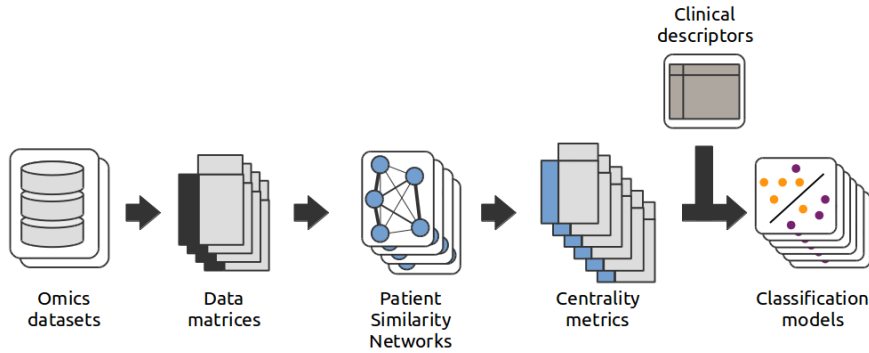 Clinical
descriptors
Omics
datasets
Data
matrices
Patient
Similarity
Networks
Centrality
metrics
Classification
models